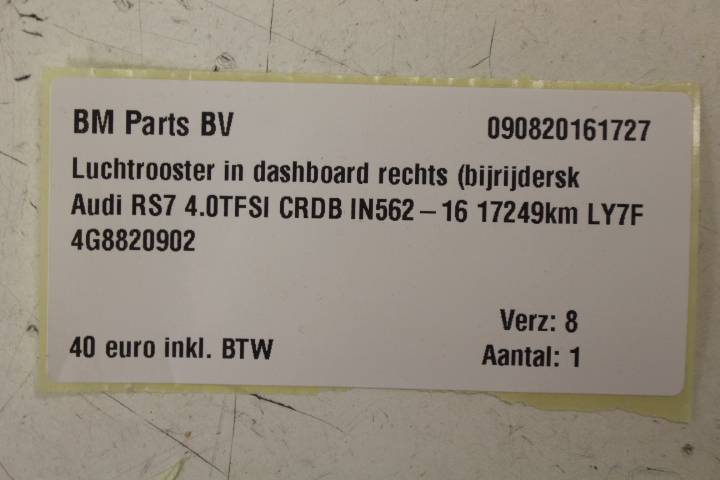 BM Parts BV 090820161727
Luchtrooster in dashboard rechts (bijrijdersk
Audi RS7 4.0TFSI CRDB IN562-16 17249km LY7F
4G8820902
Verz: 8
40 euro inkl. BTW Aantal: 1